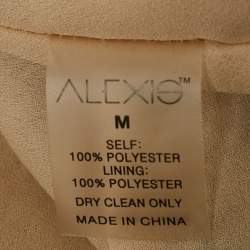 ALEXIS™
M
SELF:
100% POLYESTER
LINING:
100% POLYESTER
DRY CLEAN ONLY
MADE IN CHINA